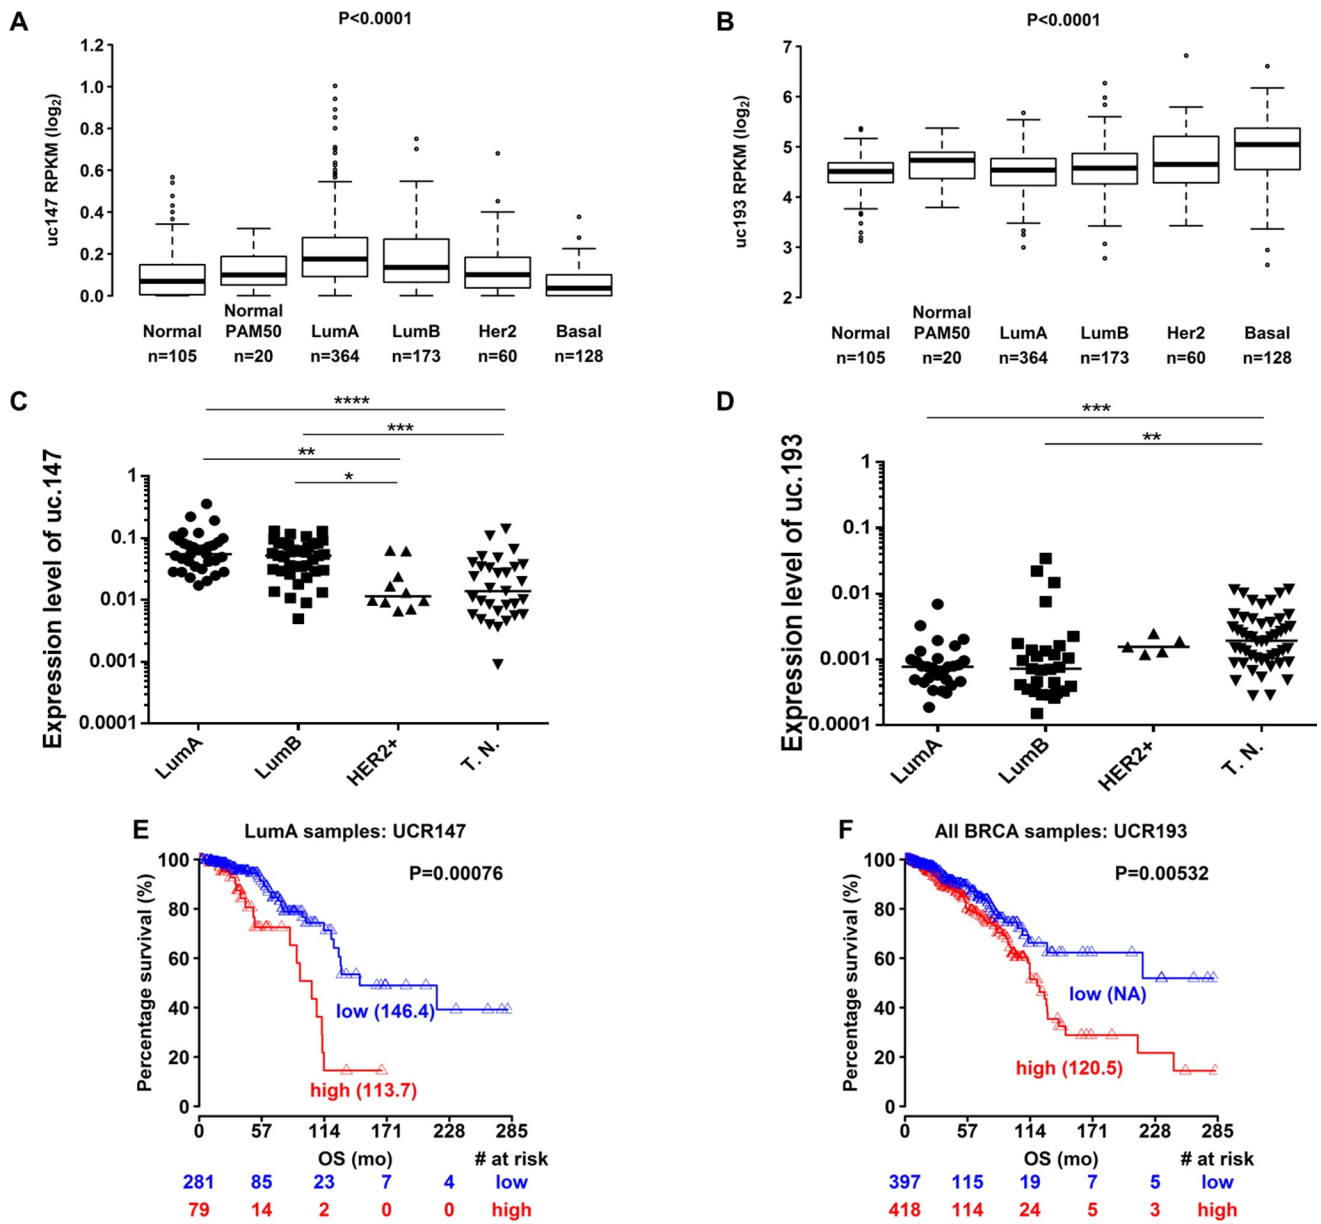 A
P<0.0001
uc147 RPKM (log2)
1.2
1.0
0.8
0.6
0.4
0.2
0.0
Normal
Normal
PAM50
LumA
LumB
Her2
Basal
n=105
n=20
n=364
n=173
n=60
n=128
B
P<0.0001
uc193 RPKM (log2)
7
6
5
4
3
2
Normal
Normal
PAM50
LumA
LumB
Her2
Basal
n=105
n=20
n=364
n=173
n=60
n=128
C
****
***
**
*
Expression level of uc.147
1
0.1
0.01
0.001
0.0001
LumA
LumB
HER2+
T. N.
D
***
**
Expression level of uc.193
1
0.1
0.01
0.001
0.0001
LumA
LumB
HER2+
T. N.
E
LumA samples: UCR147
P=0.00076
Percentage survival (%)
100
80
60
40
20
0
low (146.4)
high (113.7)
0 57 114 171 228 285
OS (mo) # at risk
281 85 23 7 4 low
79 14 2 0 0 high
F
All BRCA samples: UCR193
P=0.00532
Percentage survival (%)
100
80
60
40
20
0
low (NA)
high (120.5)
0 57 114 171 228 285
OS (mo) # at risk
397 115 19 7 5 low
418 114 24 5 3 high